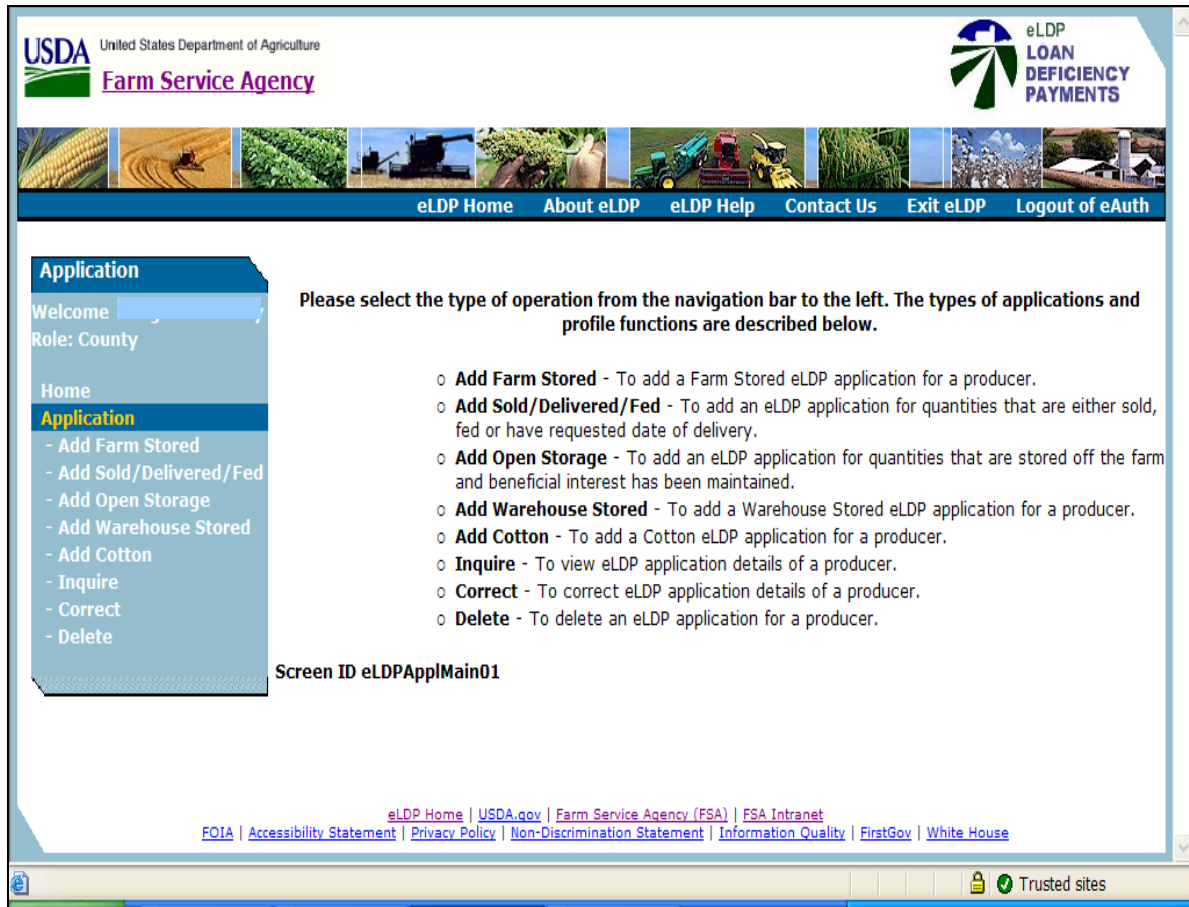 USDA United States Department of Agriculture
Farm Service Agency
eLDP
LOAN
DEFICIENCY
PAYMENTS
eLDP Home About eLDP eLDP Help Contact Us Exit eLDP Logout of eAuth
Application
Welcome
Role: County
Home
Application
- Add Farm Stored
- Add Sold/Delivered/Fed
- Add Open Storage
- Add Warehouse Stored
- Add Cotton
- Inquire
- Correct
- Delete
Please select the type of operation from the navigation bar to the left. The types of applications and
profile functions are described below.
o Add Farm Stored - To add a Farm Stored eLDP application for a producer.
o Add Sold/Delivered/Fed - To add an eLDP application for quantities that are either sold,
fed or have requested date of delivery.
o Add Open Storage - To add an eLDP application for quantities that are stored off the farm
and beneficial interest has been maintained.
o Add Warehouse Stored - To add a Warehouse Stored eLDP application for a producer.
o Add Cotton - To add a Cotton eLDP application for a producer.
o Inquire - To view eLDP application details of a producer.
o Correct - To correct eLDP application details of a producer.
o Delete - To delete an eLDP application for a producer.
Screen ID eLDPApplMain01
eLDP Home | USDA.gov | Farm Service Agency (FSA) | FSA Intranet
FOIA | Accessibility Statement | Privacy Policy | Non-Discrimination Statement | Information Quality | FirstGov | White House
Trusted sites